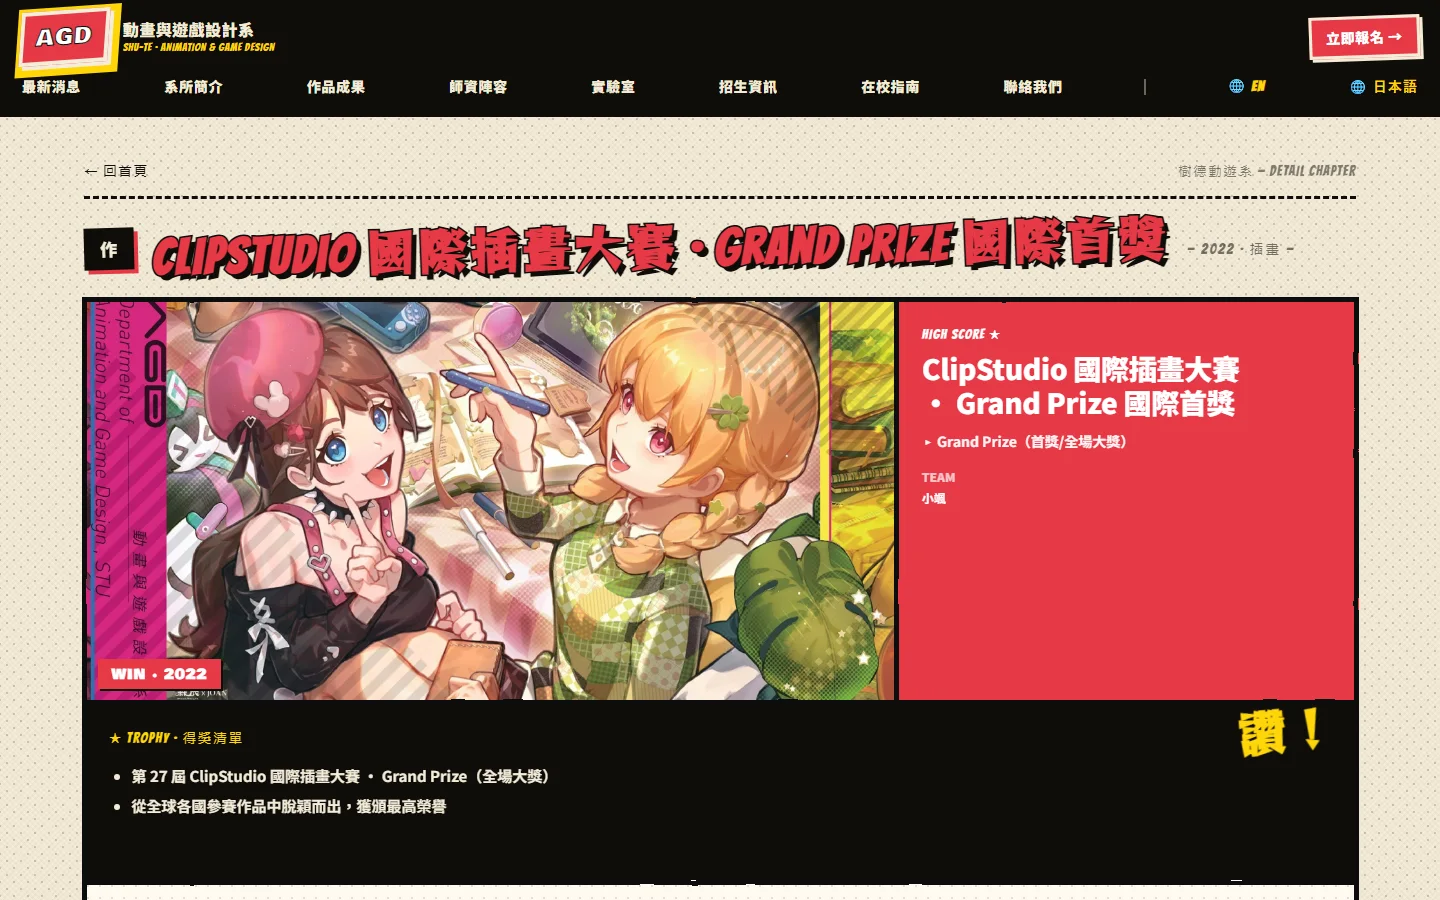 AGD
動畫與遊戲設計系
SHU-TE · ANIMATION & GAME DESIGN
立即報名 →
最新消息 系所簡介 作品成果 師資陣容 實驗室 招生資訊 在校指南 聯絡我們 | EN 日本語
← 回首頁
樹德動遊系 – DETAIL CHAPTER
作
CLIPSTUDIO 國際插畫大賽・GRAND PRIZE 國際首獎
– 2022 · 插畫 –
AGD
Department of
Animation and Game Design, STU
動畫與遊戲設
WIN · 2022
HIGH SCORE ★
ClipStudio 國際插畫大賽
・ Grand Prize 國際首獎
▸ Grand Prize（首獎/全場大獎）
TEAM
小颯
★ TROPHY · 得獎清單
讚！
• 第 27 屆 ClipStudio 國際插畫大賽 ・ Grand Prize（全場大獎）
• 從全球各國參賽作品中脫穎而出，獲頒最高榮譽